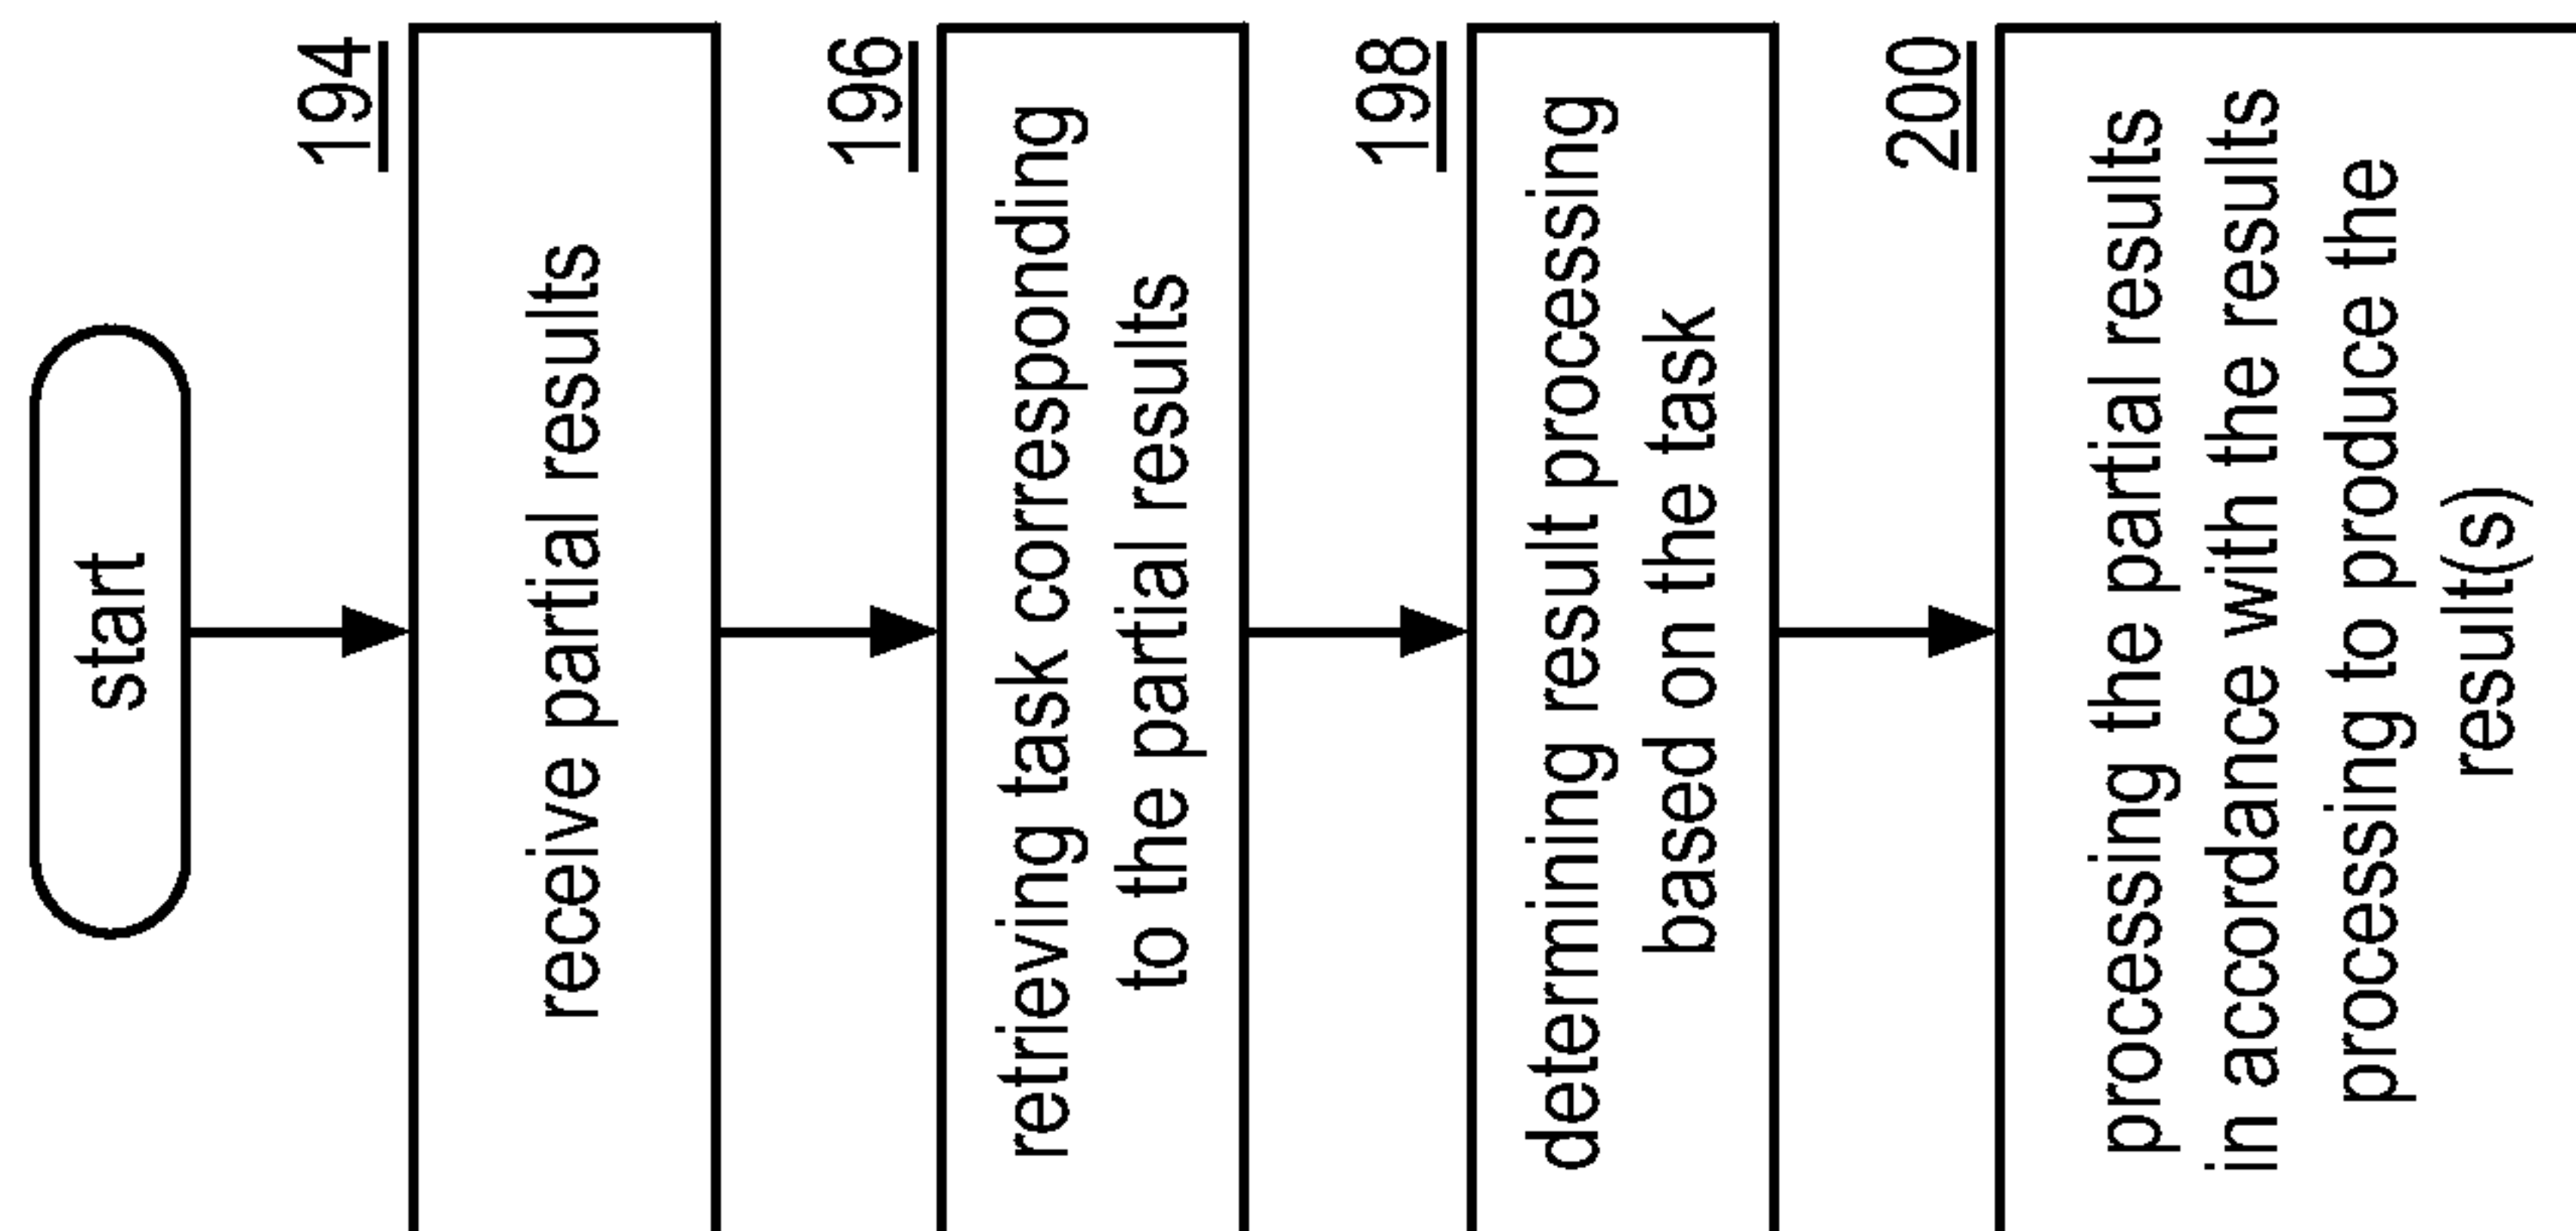 start
194
receive partial results
196
retrieving task corresponding
to the partial results
198
determining result processing
based on the task
200
processing the partial results
in accordance with the results
processing to produce the
result(s)